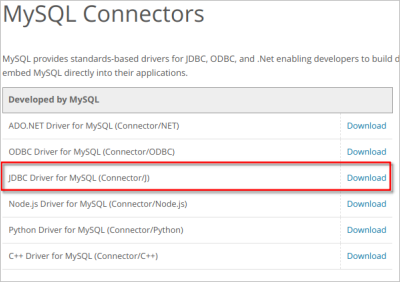 MySQL Connectors
MySQL provides standards-based drivers for JDBC, ODBC, and .Net enabling developers to build d
embed MySQL directly into their applications.
Developed by MySQL
ADO.NET Driver for MySQL (Connector/NET) Download
ODBC Driver for MySQL (Connector/ODBC) Download
JDBC Driver for MySQL (Connector/J) Download
Node.js Driver for MySQL (Connector/Node.js) Download
Python Driver for MySQL (Connector/Python) Download
C++ Driver for MySQL (Connector/C++) Download